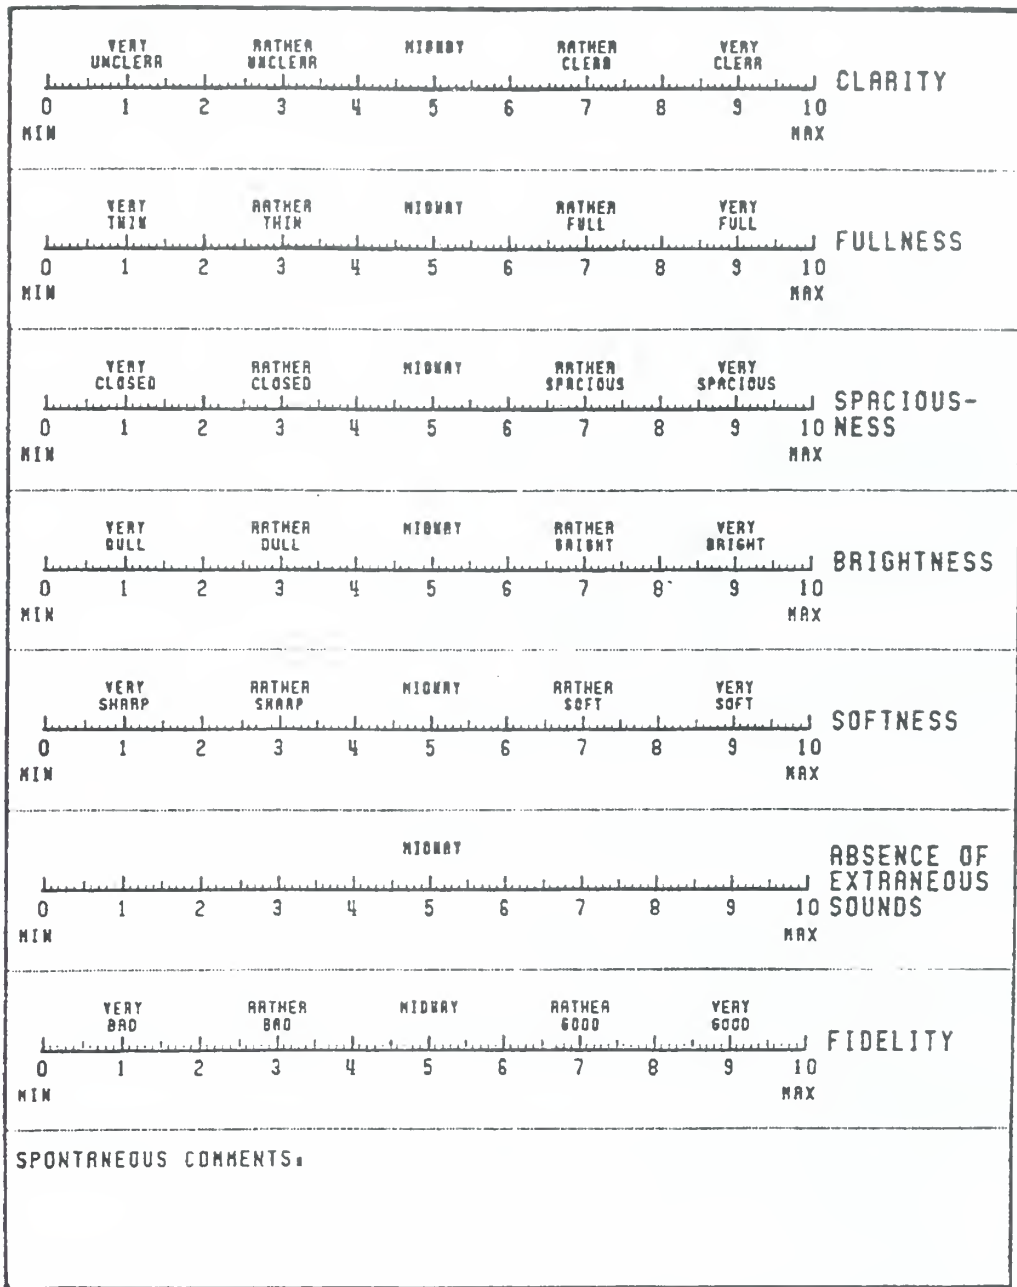 VERY RATHER MIDWAY RATHER VERY
UNCLEAR UNCLEAR CLEAR CLEAR
CLARITY
0 1 2 3 4 5 6 7 8 9 10
MIN MAX
VERY RATHER MIDWAY RATHER VERY
THIN THIN FULL FULL
FULLNESS
0 1 2 3 4 5 6 7 8 9 10
MIN MAX
VERY RATHER MIDWAY RATHER VERY
CLOSED CLOSED SPACIOUS SPACIOUS
SPACIOUS-
0 1 2 3 4 5 6 7 8 9 10 NESS
MIN MAX
VERY RATHER MIDWAY RATHER VERY
DULL DULL BRIGHT BRIGHT
BRIGHTNESS
0 1 2 3 4 5 6 7 8 9 10
MIN MAX
VERY RATHER MIDWAY RATHER VERY
SHARP SHARP SOFT SOFT
SOFTNESS
0 1 2 3 4 5 6 7 8 9 10
MIN MAX
MIDWAY
ABSENCE OF
EXTRANEOUS
0 1 2 3 4 5 6 7 8 9 10 SOUNDS
MIN MAX
VERY RATHER MIDWAY RATHER VERY
BAD BAD GOOD GOOD
FIDELITY
0 1 2 3 4 5 6 7 8 9 10
MIN MAX
SPONTANEOUS COMMENTS: